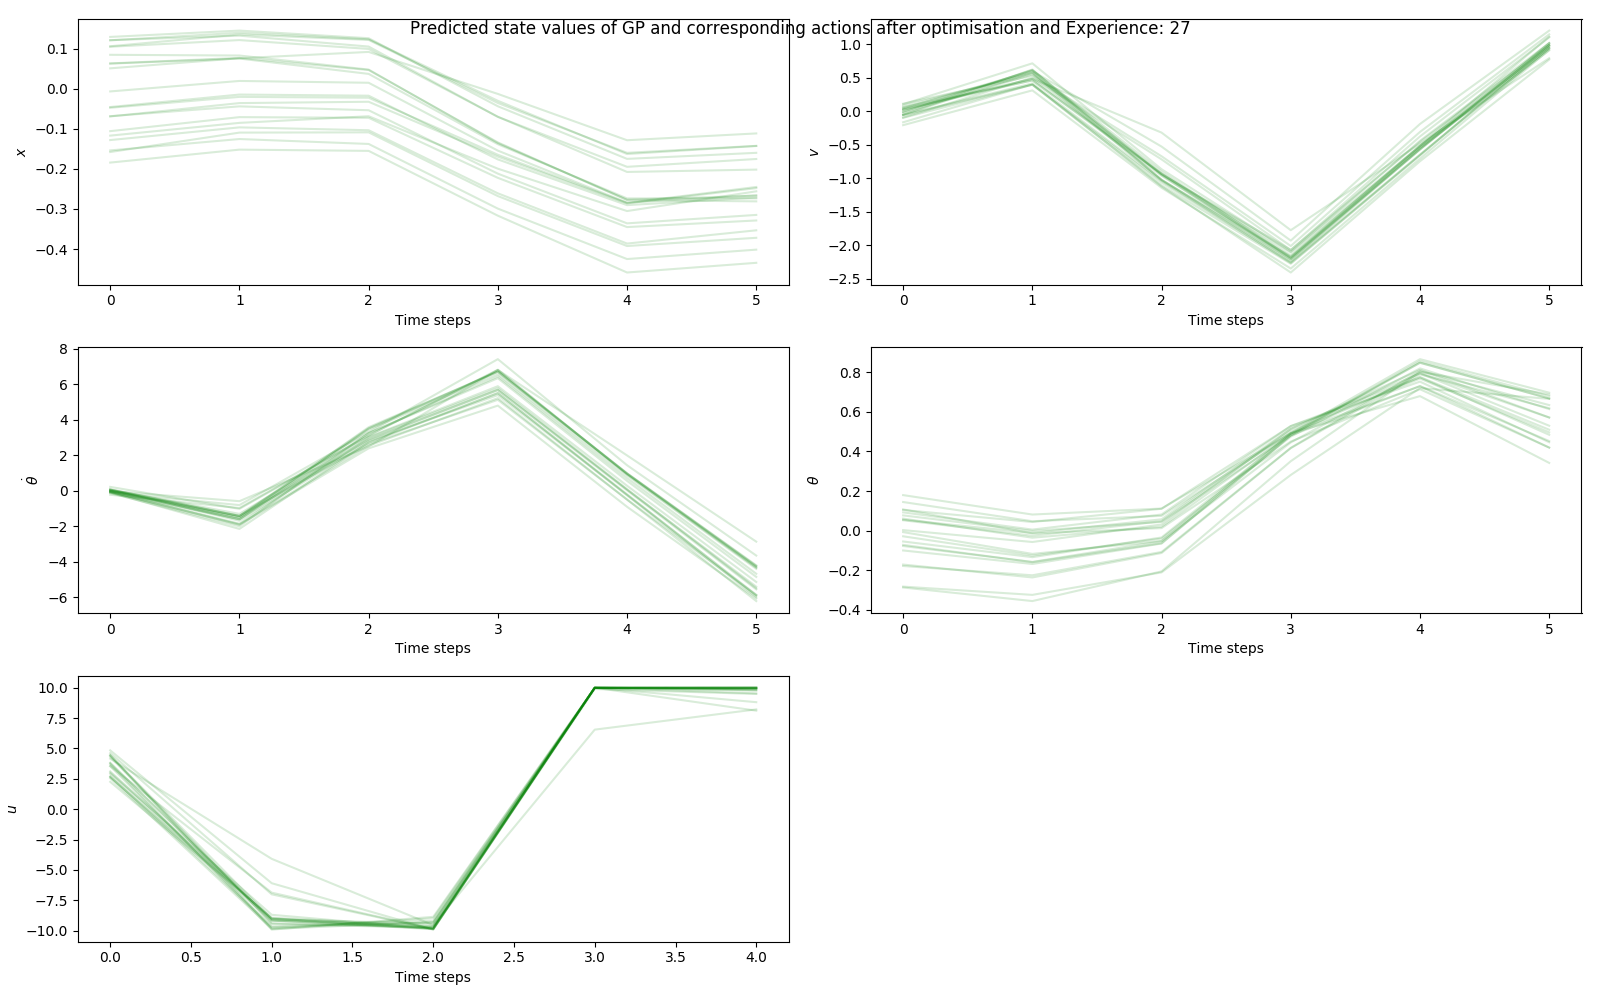 Predicted state values of GP and corresponding actions after optimisation and Experience: 27
0.1
0.0
−0.1
−0.2
−0.3
−0.4
x
0 1 2 3 4 5
Time steps
1.0
0.5
0.0
−0.5
−1.0
−1.5
−2.0
−2.5
v
0 1 2 3 4 5
Time steps
8
6
4
2
0
−2
−4
−6
θ̇
0 1 2 3 4 5
Time steps
0.8
0.6
0.4
0.2
0.0
−0.2
−0.4
θ
0 1 2 3 4 5
Time steps
10.0
7.5
5.0
2.5
0.0
−2.5
−5.0
−7.5
−10.0
u
0.0 0.5 1.0 1.5 2.0 2.5 3.0 3.5 4.0
Time steps